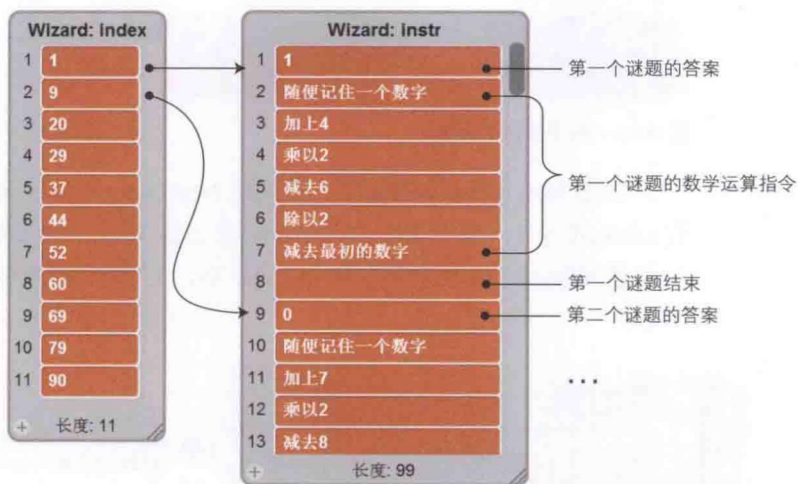 Wizard: index
1 1
2 9
3 20
4 29
5 37
6 44
7 52
8 60
9 69
10 79
11 90
+ 长度: 11
Wizard: instr
1 1
2 随便记住一个数字
3 加上4
4 乘以2
5 减去6
6 除以2
7 减去最初的数字
8
9 0
10 随便记住一个数字
11 加上7
12 乘以2
13 减去8
+ 长度: 99
第一个谜题的答案
第一个谜题的数学运算指令
第一个谜题结束
第二个谜题的答案
...